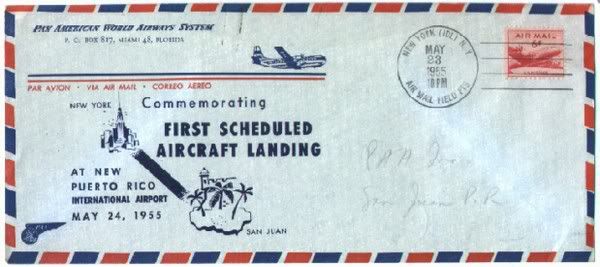 PAN AMERICAN WORLD AIRWAYS SYSTEM
P. O. BOX 817, MIAMI 48, FLORIDA
PAR AVION · VIA AIR MAIL · CORREO AEREO
NEW YORK
Commemorating
FIRST SCHEDULED
AIRCRAFT LANDING
AT NEW
PUERTO RICO
INTERNATIONAL AIRPORT
MAY 24, 1955
SAN JUAN
NEW YORK (IDL), N.Y.
MAY
23
1955
AIR MAIL FIELD
AIR MAIL
6¢
PAA
San Juan P.R.